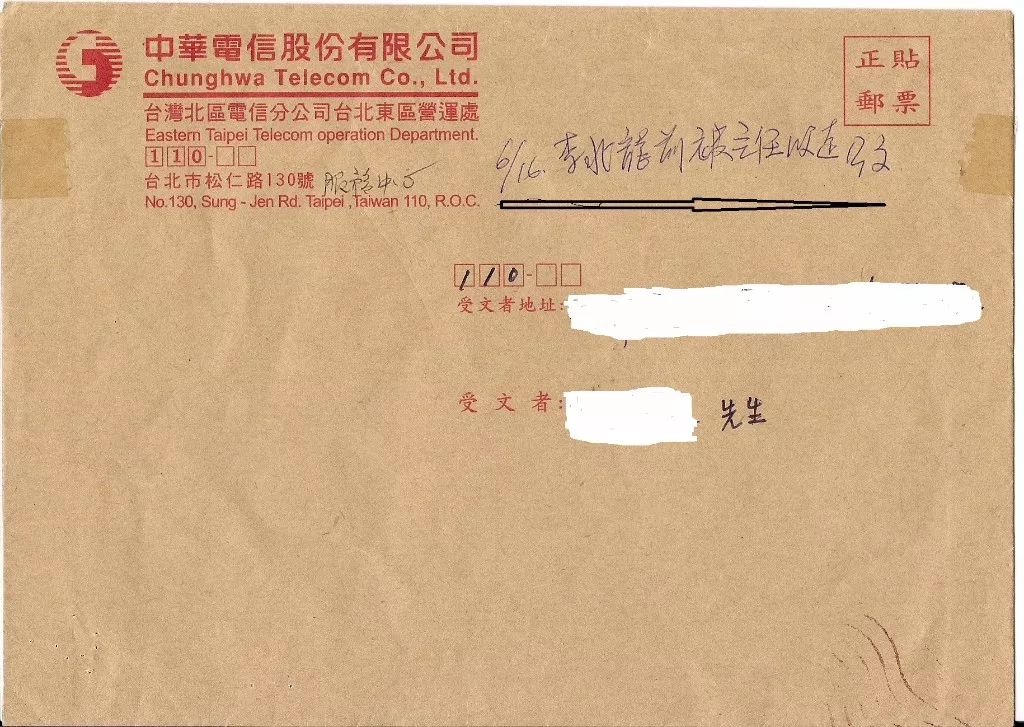 中華電信股份有限公司
Chunghwa Telecom Co., Ltd.
台灣北區電信分公司台北東區營運處
Eastern Taipei Telecom operation Department.
110-
台北市松仁路130號 服務中心
No.130, Sung - Jen Rd. Taipei ,Taiwan 110, R.O.C.
正貼
郵票
6/16. 李
110-
受文者地址:
受文者: 先生